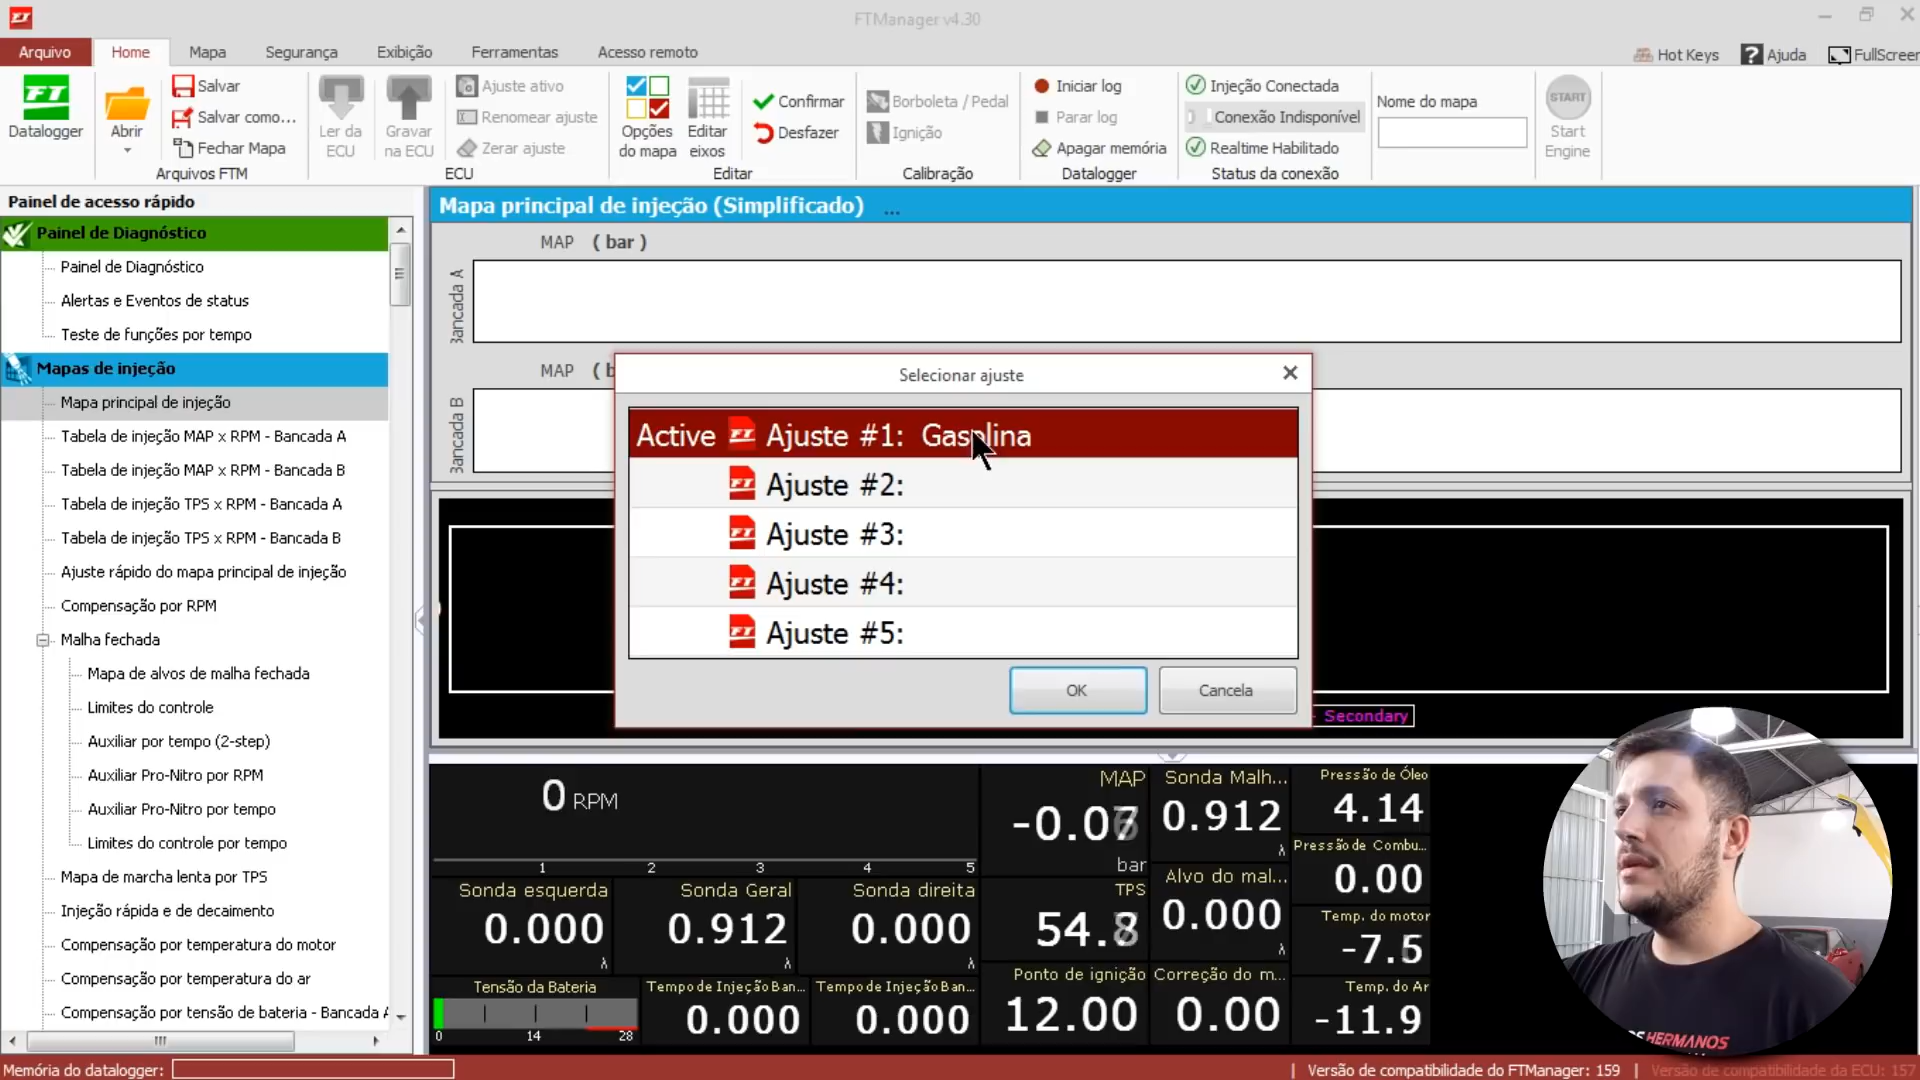 FTManager v4.30
Arquivo Home Mapa Segurança Exibição Ferramentas Acesso remoto
Hot Keys ? Ajuda FullScreen
FT
Datalogger
Abrir
Salvar
Salvar como...
Fechar Mapa
Arquivos FTM
Ler da ECU
Gravar na ECU
Ajuste ativo
Renomear ajuste
Zerar ajuste
ECU
Opções do mapa
Editar eixos
Confirmar
Desfazer
Editar
Borboleta / Pedal
Ignição
Calibração
Iniciar log
Parar log
Apagar memória
Datalogger
Injeção Conectada
Conexão Indisponível
Realtime Habilitado
Status da conexão
Nome do mapa
START
Start Engine
Painel de acesso rápido
Painel de Diagnóstico
Painel de Diagnóstico
Alertas e Eventos de status
Teste de funções por tempo
Mapas de injeção
Mapa principal de injeção
Tabela de injeção MAP x RPM - Bancada A
Tabela de injeção MAP x RPM - Bancada B
Tabela de injeção TPS x RPM - Bancada A
Tabela de injeção TPS x RPM - Bancada B
Ajuste rápido do mapa principal de injeção
Compensação por RPM
Malha fechada
Mapa de alvos de malha fechada
Limites do controle
Auxiliar por tempo (2-step)
Auxiliar Pro-Nitro por RPM
Auxiliar Pro-Nitro por tempo
Limites do controle por tempo
Mapa de marcha lenta por TPS
Injeção rápida e de decaimento
Compensação por temperatura do motor
Compensação por temperatura do ar
Compensação por tensão de bateria - Bancada A
Mapa principal de injeção (Simplificado) ...
MAP ( bar )
Bancada A
MAP (b
Bancada B
Selecionar ajuste
Active Ajuste #1: Gasolina
Ajuste #2:
Ajuste #3:
Ajuste #4:
Ajuste #5:
OK Cancela
Secondary
0 RPM
1 2 3 4 5
MAP
bar
Sonda Malh...
0.912 λ
Pressão de Óleo
4.14
Pressão de Combu...
0.00
Sonda esquerda
0.000 λ
Sonda Geral
0.912 λ
Sonda direita
0.000 λ
TPS
Alvo do mal...
0.000 λ
Temp. do motor
-7.5
Tensão da Bateria
0 14 28
Tempo de Injeção Ban...
0.000
Tempo de Injeção Ban...
0.000
Ponto de ignição
12.00
Correção do m...
0.00
Temp. do Ar
-11.9
HERMANOS
Memória do datalogger:
| Versão de compatibilidade do FTManager: 159 | Versão de compatibilidade da ECU: 157